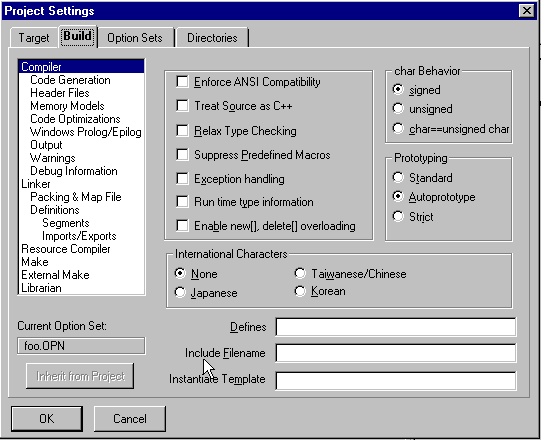 Project Settings
Target Build Option Sets Directories
Compiler
Code Generation
Header Files
Memory Models
Code Optimizations
Windows Prolog/Epilog
Output
Warnings
Debug Information
Linker
Packing & Map File
Definitions
Segments
Imports/Exports
Resource Compiler
Make
External Make
Librarian
Current Option Set:
foo.OPN
Inherit from Project
Enforce ANSI Compatibility
Treat Source as C++
Relax Type Checking
Suppress Predefined Macros
Exception handling
Run time type information
Enable new[], delete[] overloading
char Behavior
signed
unsigned
char==unsigned char
Prototyping
Standard
Autoprototype
Strict
International Characters
None
Taiwanese/Chinese
Japanese
Korean
Defines
Include Filename
Instantiate Template
OK
Cancel